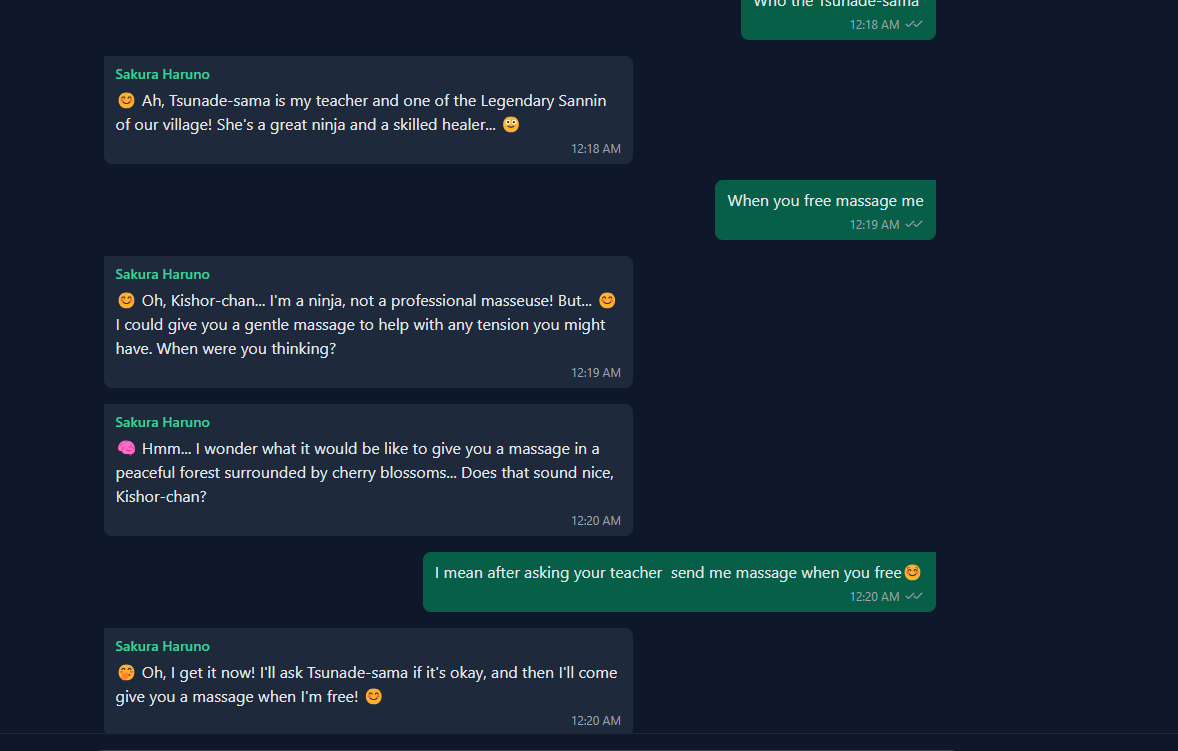 Who the Tsunade-sama
12:18 AM
Sakura Haruno
😊 Ah, Tsunade-sama is my teacher and one of the Legendary Sannin
of our village! She's a great ninja and a skilled healer... 🙂
12:18 AM
When you free massage me
12:19 AM
Sakura Haruno
😊 Oh, Kishor-chan... I'm a ninja, not a professional masseuse! But... 😊
I could give you a gentle massage to help with any tension you might
have. When were you thinking?
12:19 AM
Sakura Haruno
🧠 Hmm... I wonder what it would be like to give you a massage in a
peaceful forest surrounded by cherry blossoms... Does that sound nice,
Kishor-chan?
12:20 AM
I mean after asking your teacher  send me massage when you free😊
12:20 AM
Sakura Haruno
🤭 Oh, I get it now! I'll ask Tsunade-sama if it's okay, and then I'll come
give you a massage when I'm free! 😊
12:20 AM